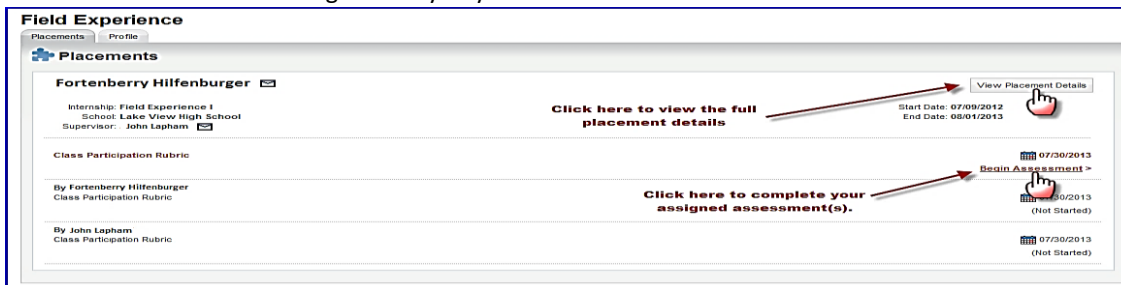 Field Experience
Placements Profile
Placements
Fortenberry Hilfenburger View Placement Details
Internship: Field Experience I Start Date: 07/09/2012
School: Lake View High School End Date: 08/01/2013
Supervisor: John Lapham
Click here to view the full
placement details
Class Participation Rubric 07/30/2013
Begin Assessment >
By Fortenberry Hilfenburger
Class Participation Rubric
Click here to complete your
assigned assessment(s).
(Not Started)
By John Lapham
Class Participation Rubric 07/30/2013
(Not Started)